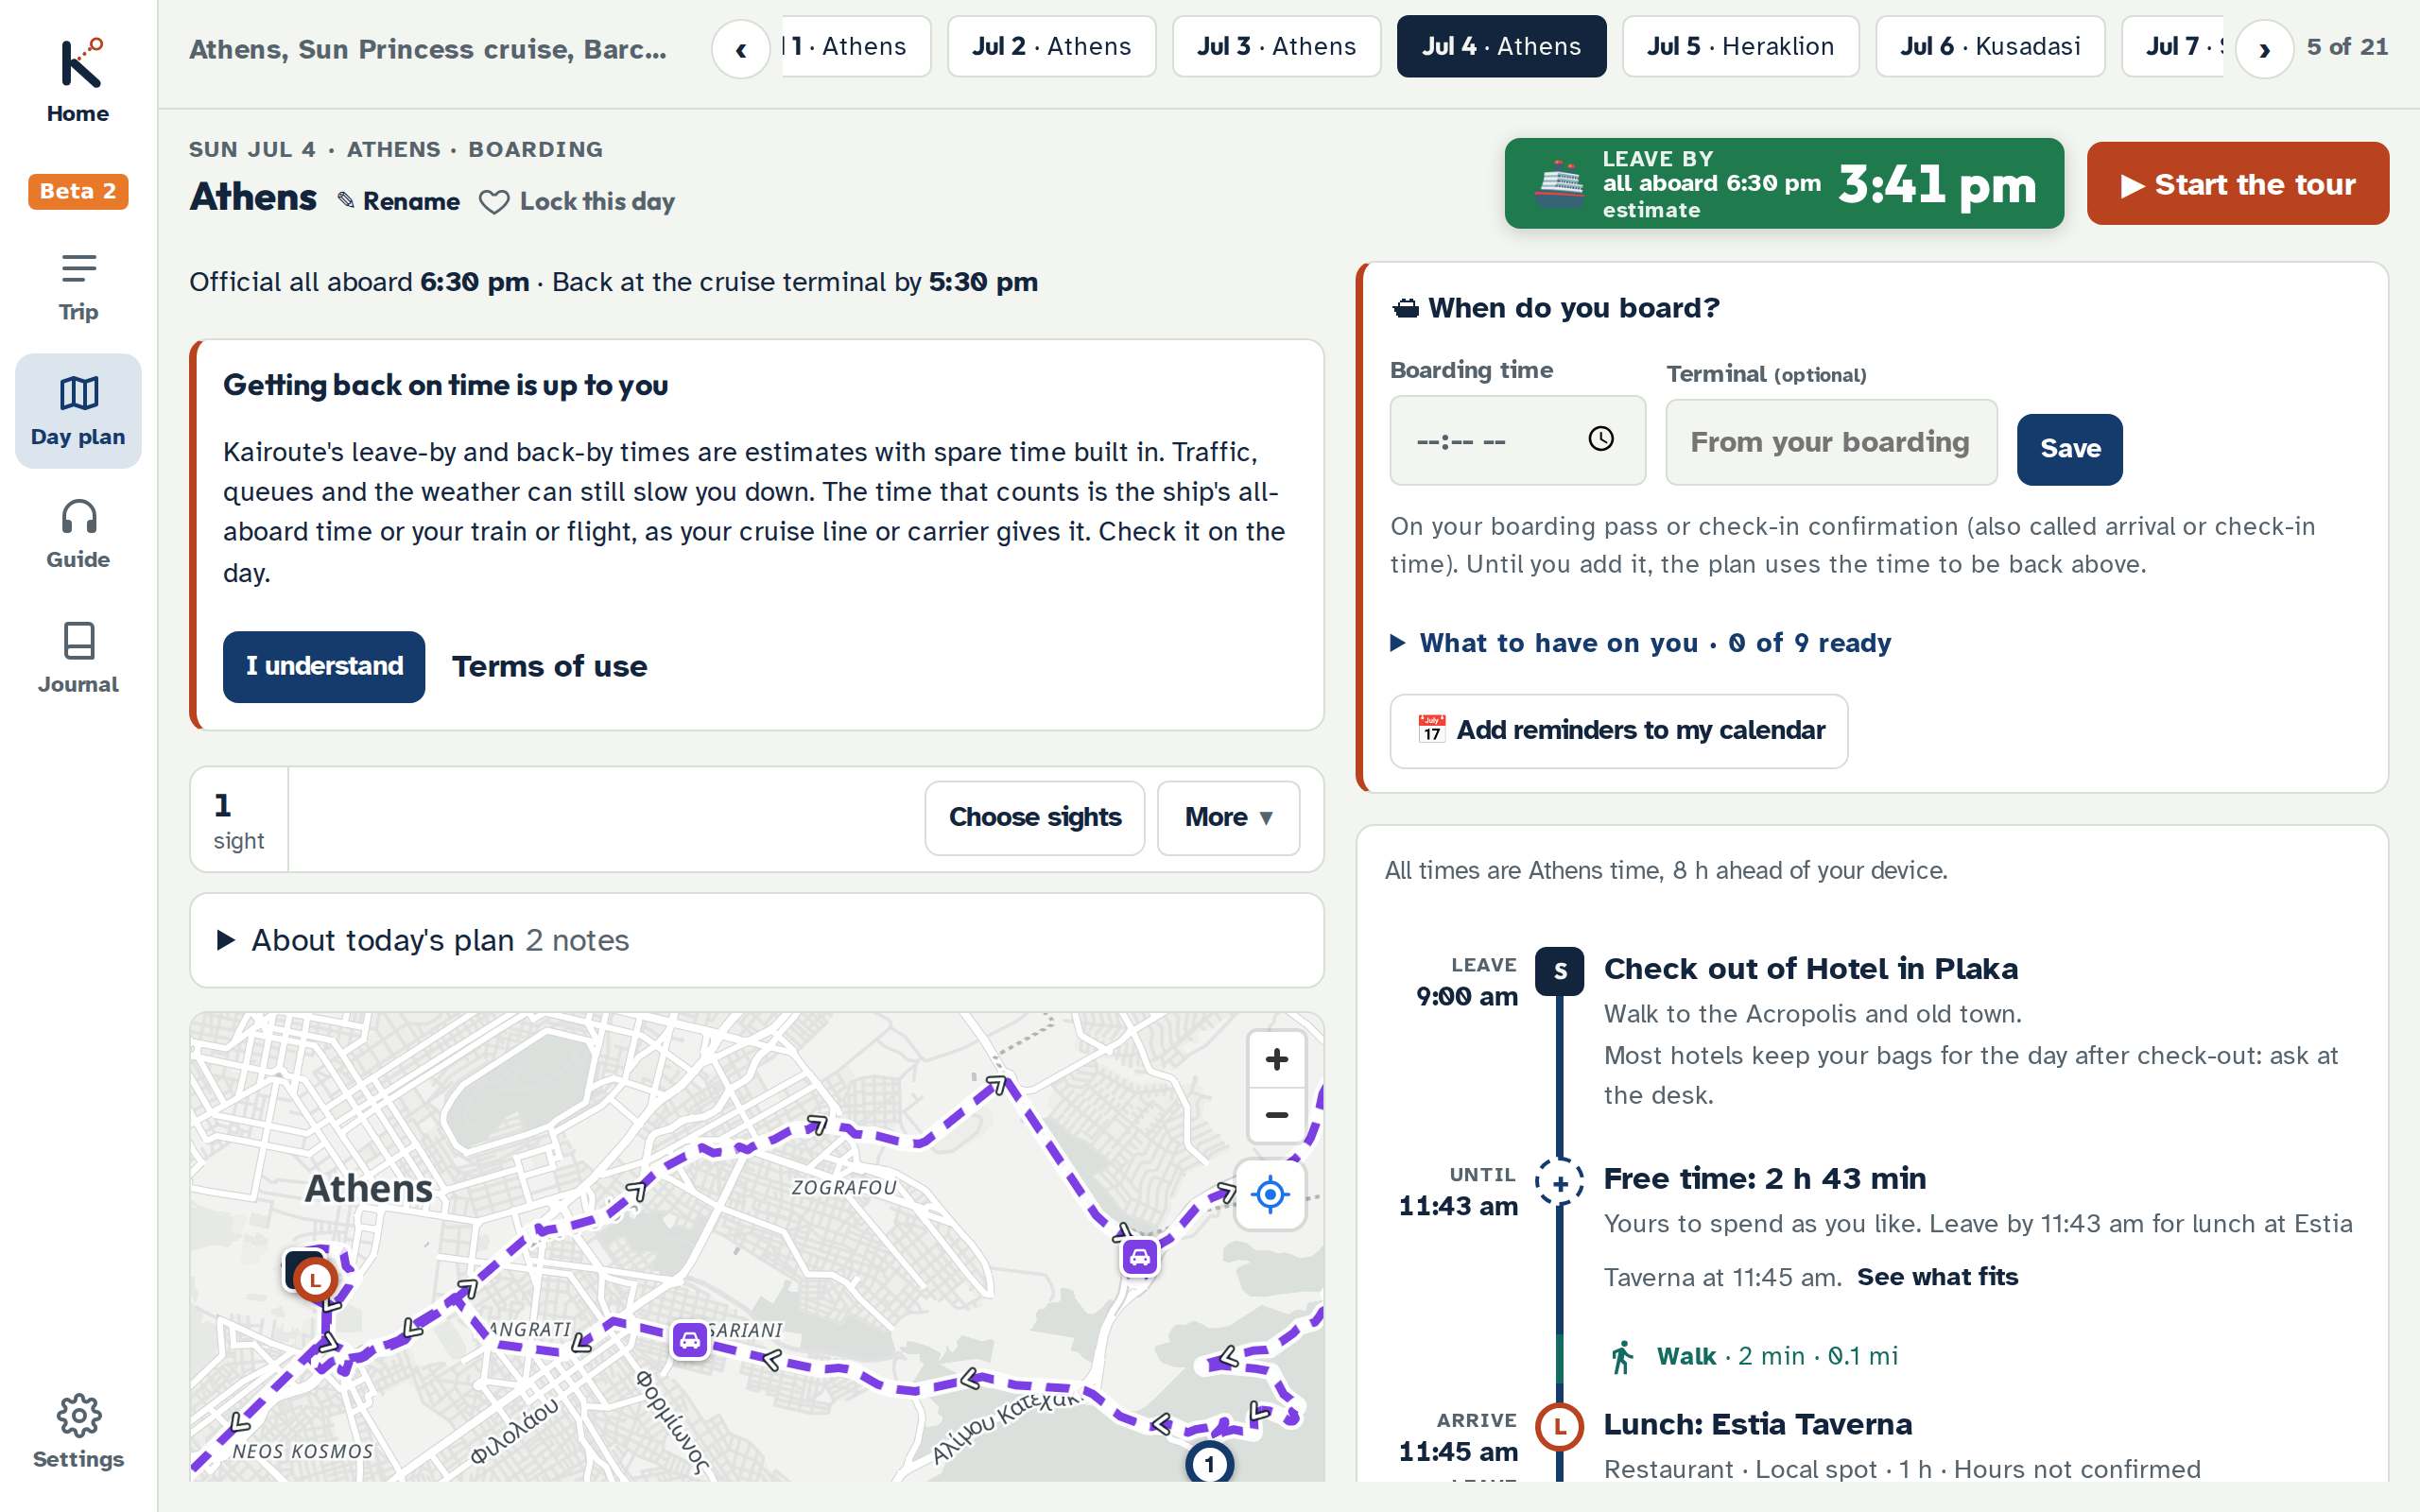 Home
Beta 2
Trip
Day plan
Guide
Journal
Settings
Athens, Sun Princess cruise, Barc...
‹
1 · Athens
Jul 2 · Athens
Jul 3 · Athens
Jul 4 · Athens
Jul 5 · Heraklion
Jul 6 · Kusadasi
Jul 7 ·
›
5 of 21
SUN JUL 4 · ATHENS · BOARDING
Athens ✎ Rename Lock this day
LEAVE BY
all aboard 6:30 pm
estimate
3:41 pm
▶ Start the tour
Official all aboard 6:30 pm · Back at the cruise terminal by 5:30 pm
Getting back on time is up to you
Kairoute's leave-by and back-by times are estimates with spare time built in. Traffic,
queues and the weather can still slow you down. The time that counts is the ship's all-
aboard time or your train or flight, as your cruise line or carrier gives it. Check it on the
day.
I understand Terms of use
1
sight
Choose sights
More ▾
▶ About today's plan 2 notes
Athens
ZOGRAFOU
ANGRATI
SARIANI
NEOS KOSMOS
Φιλολάου
Φορμίωνος
Αλίμου Κατεχάκι
L
1
+
−
When do you board?
Boarding time
Terminal (optional)
--:-- --
From your boarding
Save
On your boarding pass or check-in confirmation (also called arrival or check-in
time). Until you add it, the plan uses the time to be back above.
▶ What to have on you · 0 of 9 ready
Add reminders to my calendar
All times are Athens time, 8 h ahead of your device.
LEAVE
9:00 am
S
Check out of Hotel in Plaka
Walk to the Acropolis and old town.
Most hotels keep your bags for the day after check-out: ask at
the desk.
UNTIL
11:43 am
+
Free time: 2 h 43 min
Yours to spend as you like. Leave by 11:43 am for lunch at Estia
Taverna at 11:45 am. See what fits
Walk · 2 min · 0.1 mi
ARRIVE
11:45 am
L
Lunch: Estia Taverna
Restaurant · Local spot · 1 h · Hours not confirmed